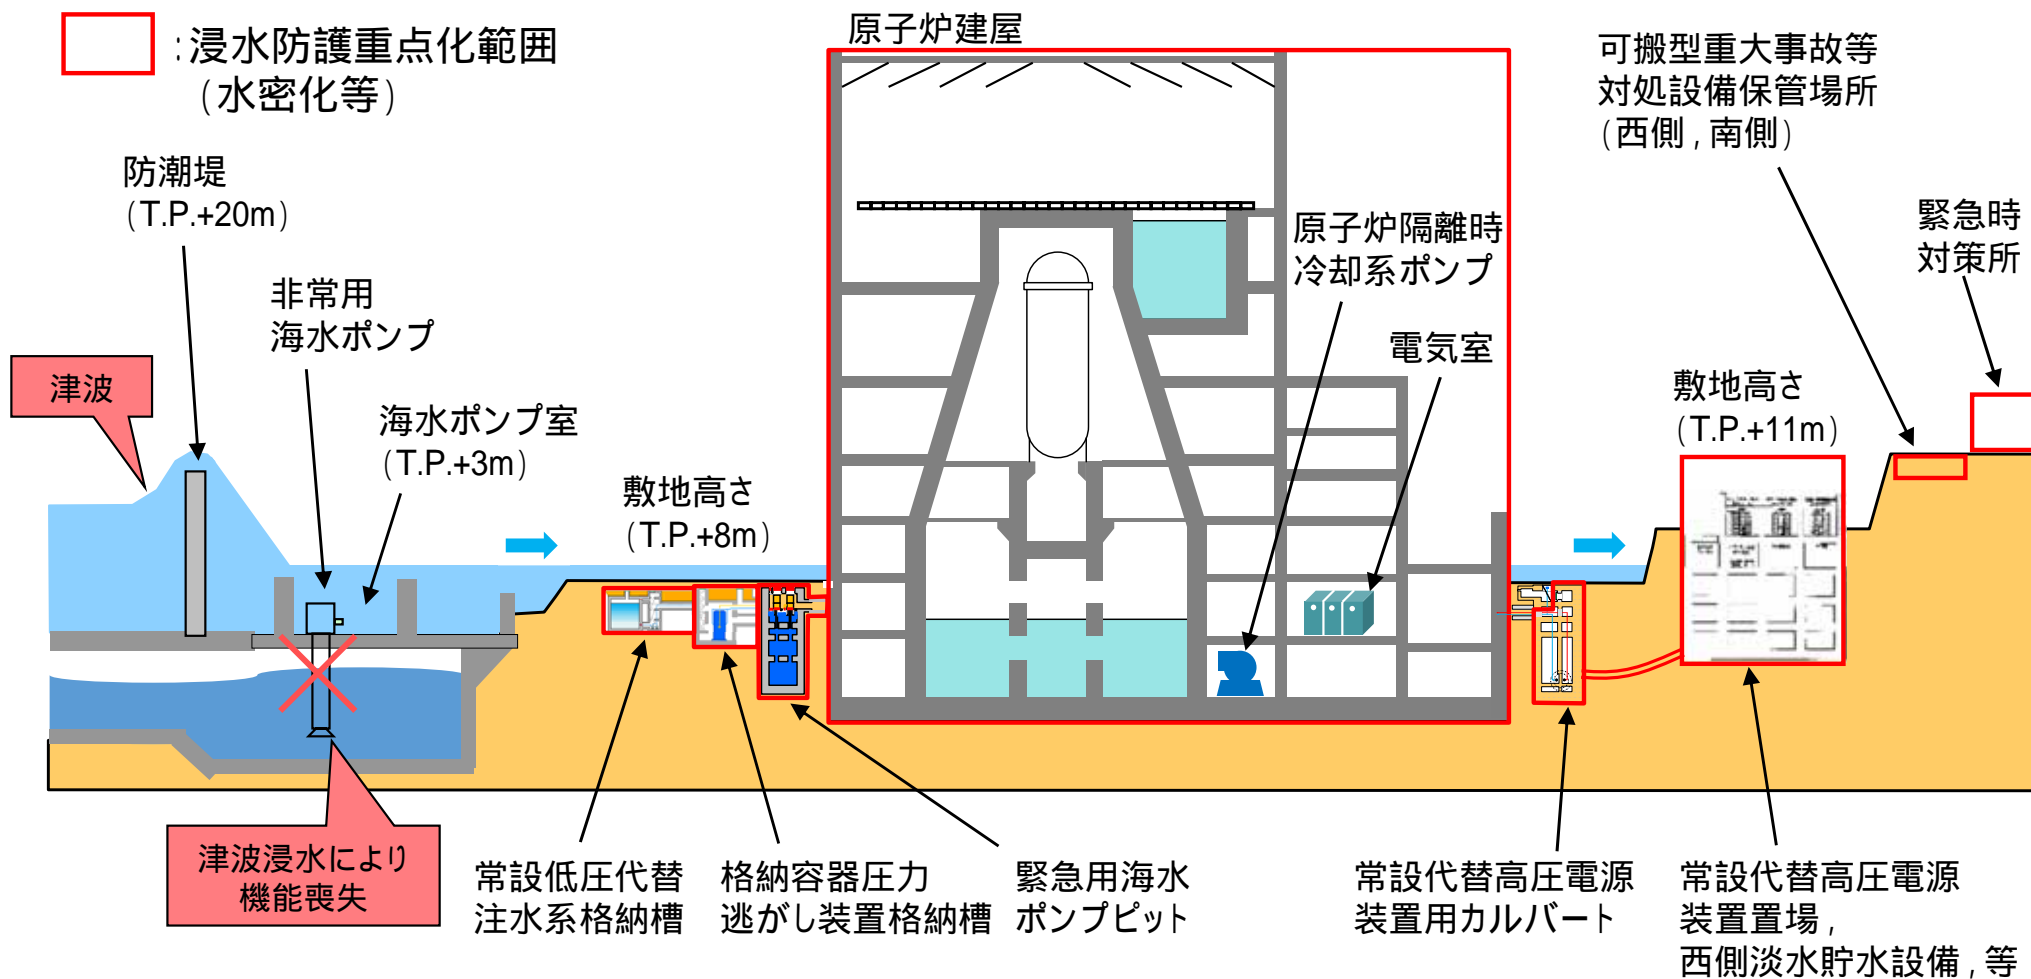 :浸水防護重点化範囲
(水密化等)
原子炉建屋
可搬型重大事故等
対処設備保管場所
(西側,南側)
防潮堤
(T.P.+20m)
緊急時
対策所
原子炉隔離時
冷却系ポンプ
非常用
海水ポンプ
電気室
津波
海水ポンプ室
(T.P.+3m)
敷地高さ
(T.P.+11m)
敷地高さ
(T.P.+8m)
津波浸水により
機能喪失
常設低圧代替
注水系格納槽
格納容器圧力
逃がし装置格納槽
緊急用海水
ポンプピット
常設代替高圧電源
装置用カルバート
常設代替高圧電源
装置置場,
西側淡水貯水設備,等